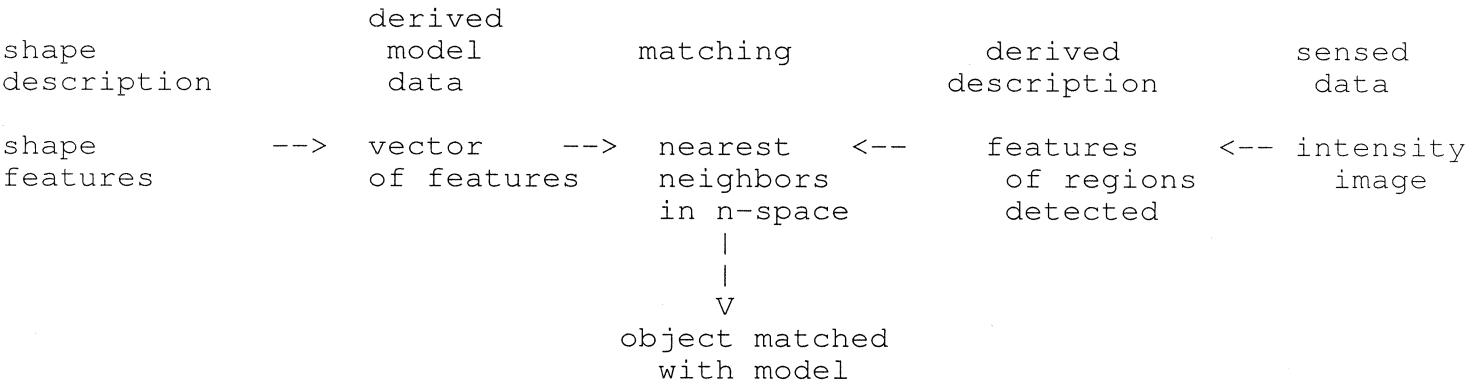 derived
shape model matching derived sensed
description data description data
shape --> vector --> nearest <-- features <-- intensity
features of features neighbors of regions image
in n-space detected
|
|
V
object matched
with model